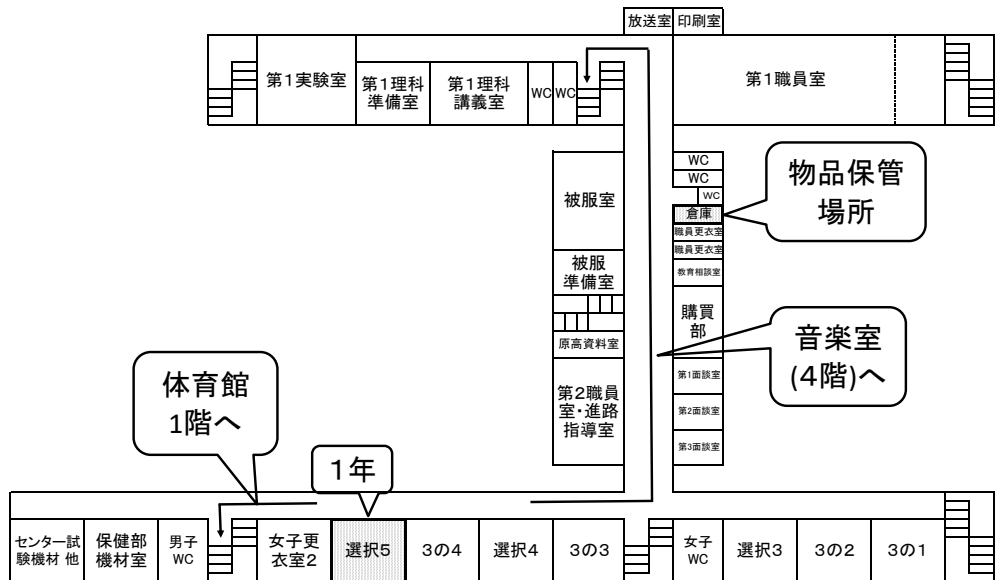 放送室
印刷室
第1実験室
第1理科
準備室
第1理科
講義室
WC
WC
第1職員室
WC
WC
WC
倉庫
職員更衣室
職員更衣室
教育相談室
購買
部
第1面談室
第2面談室
第3面談室
物品保管
場所
被服室
被服
準備室
原高資料室
第2職員
室・進路
指導室
音楽室
(4階)へ
体育館
1階へ
1年
センター試
験機材 他
保健部
機材室
男子
WC
女子更
衣室2
選択5
3の4
選択4
3の3
女子
WC
選択3
3の2
3の1